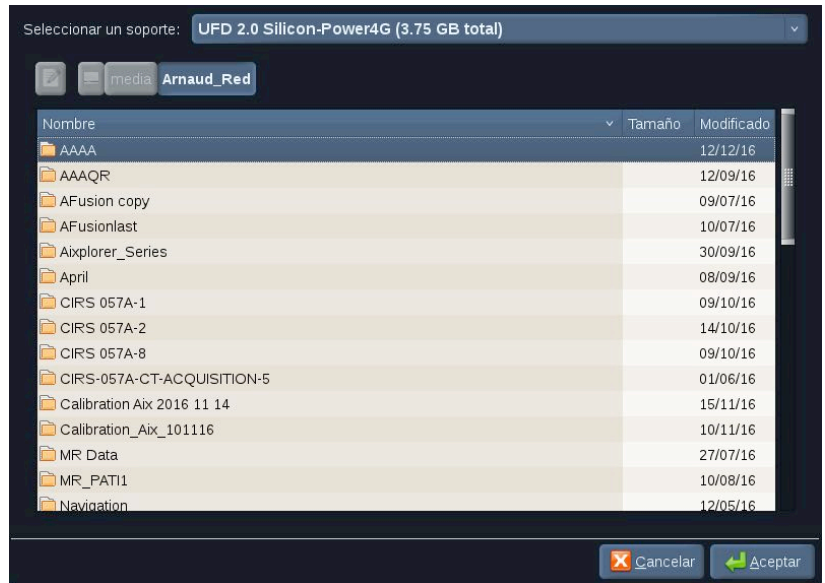 Seleccionar un soporte: UFD 2.0 Silicon-Power4G (3.75 GB total)
media Arnaud_Red
Nombre Tamaño Modificado
AAAA 12/12/16
AAAQR 12/09/16
AFusion copy 09/07/16
AFusionlast 10/07/16
Aixplorer_Series 30/09/16
April 08/09/16
CIRS 057A-1 09/10/16
CIRS 057A-2 14/10/16
CIRS 057A-8 09/10/16
CIRS-057A-CT-ACQUISITION-5 01/06/16
Calibration Aix 2016 11 14 15/11/16
Calibration_Aix_101116 10/11/16
MR Data 27/07/16
MR_PATI1 10/08/16
Navigation 12/05/16
Cancelar Aceptar